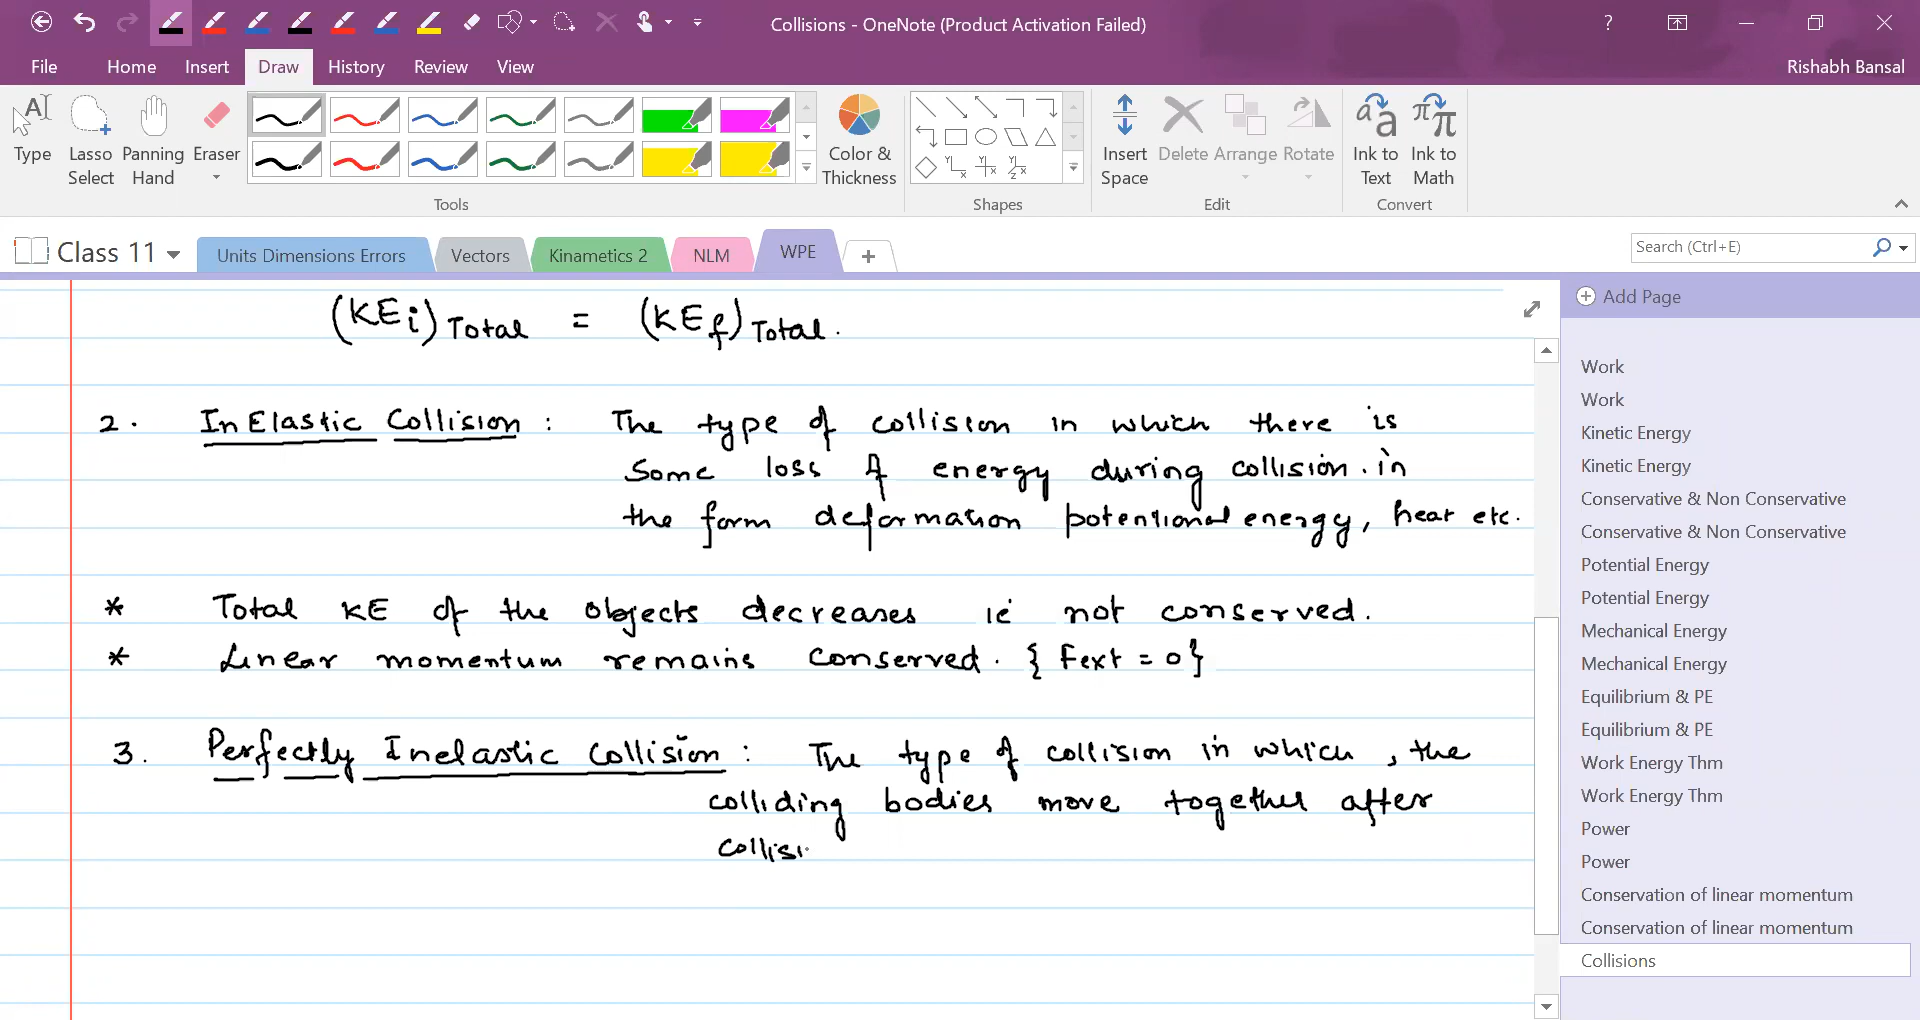 Collisions - OneNote (Product Activation Failed)
?
File Home Insert Draw History Review View
Rishabh Bansal
Type
Lasso Select
Panning Hand
Eraser
Color & Thickness
Insert Space
Delete
Arrange
Rotate
Ink to Text
Ink to Math
Tools
Shapes
Edit
Convert
Class 11
Units Dimensions Errors
Vectors
Kinametics 2
NLM
WPE
+
Search (Ctrl+E)
(KEi)Total = (KEf)Total.
2. InElastic Collision : The type of collision in which there is
Some loss of energy during collision. in
the form deformation potentional energy, heat etc.
* Total KE of the objects decreases ie not conserved.
* Linear momentum remains conserved. { Fext = 0 }
3. Perfectly Inelastic Collision : The type of collision in which, the
colliding bodies move together after
collisi
Add Page
Work
Work
Kinetic Energy
Kinetic Energy
Conservative & Non Conservative
Conservative & Non Conservative
Potential Energy
Potential Energy
Mechanical Energy
Mechanical Energy
Equilibrium & PE
Equilibrium & PE
Work Energy Thm
Work Energy Thm
Power
Power
Conservation of linear momentum
Conservation of linear momentum
Collisions